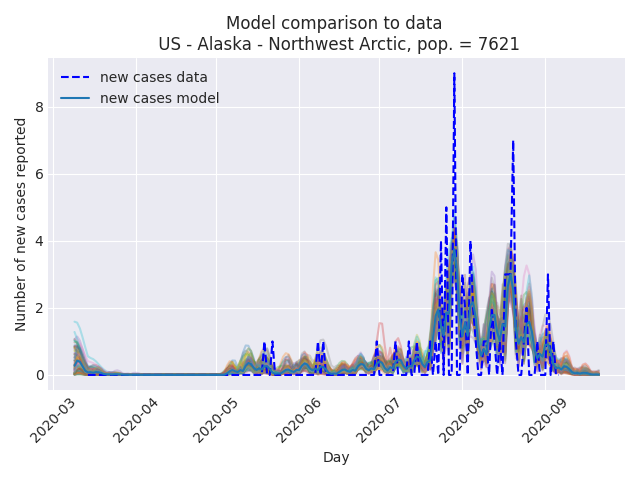 Model comparison to data
US - Alaska - Northwest Arctic, pop. = 7621
new cases data
new cases model
Number of new cases reported
8
6
4
2
0
2020-03
2020-04
2020-05
2020-06
2020-07
2020-08
2020-09
Day